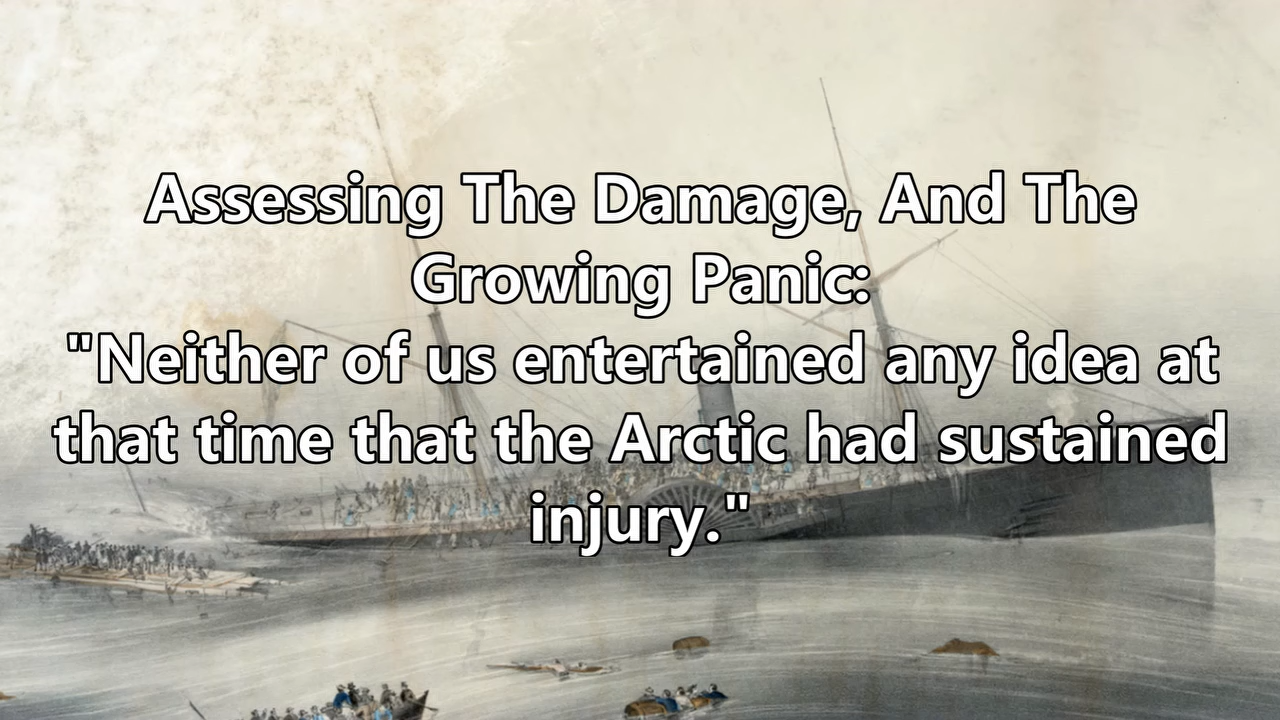 Assessing The Damage, And The
Growing Panic:
"Neither of us entertained any idea at
that time that the Arctic had sustained
injury."